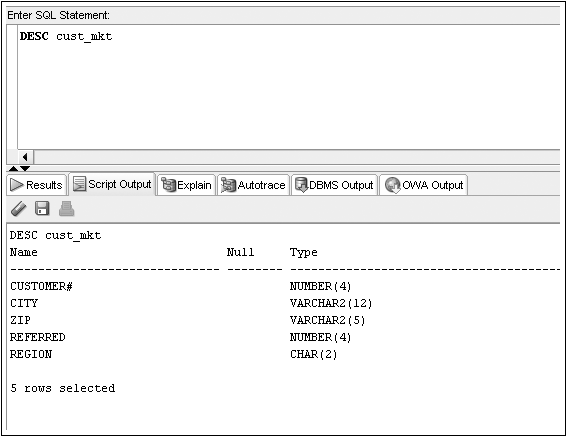 Enter SQL Statement:
DESC cust_mkt
Results Script Output Explain Autotrace DBMS Output OWA Output
DESC cust_mkt
Name Null Type
------------------------------ -------- ----------------------------------------
CUSTOMER# NUMBER(4)
CITY VARCHAR2(12)
ZIP VARCHAR2(5)
REFERRED NUMBER(4)
REGION CHAR(2)
5 rows selected